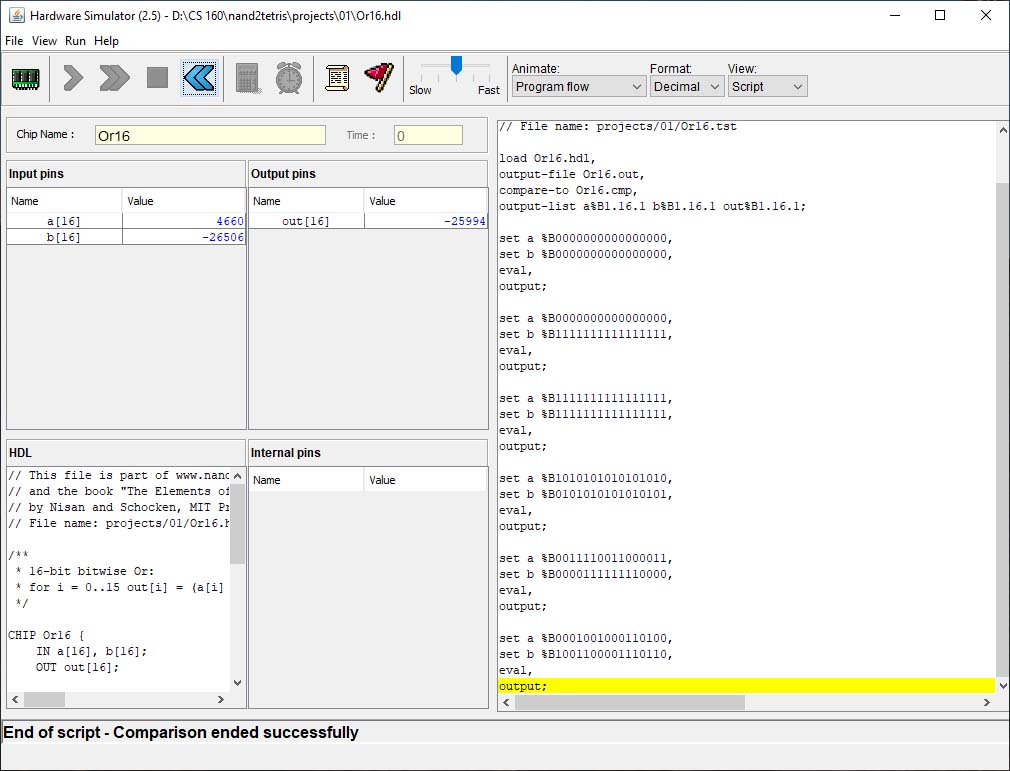 Hardware Simulator (2.5) - D:\CS 160\nand2tetris\projects\01\Or16.hdl
File View Run Help
Slow Fast
Animate: Format: View:
Program flow Decimal Script
Chip Name : Or16 Time : 0
Input pins
Name Value
a[16] 4660
b[16] -26506
Output pins
Name Value
out[16] -25994
HDL
// This file is part of www.nand
// and the book "The Elements of
// by Nisan and Schocken, MIT Pr
// File name: projects/01/Or16.h
/**
* 16-bit bitwise Or:
* for i = 0..15 out[i] = (a[i]
*/
CHIP Or16 {
IN a[16], b[16];
OUT out[16];
Internal pins
Name Value
// File name: projects/01/Or16.tst
load Or16.hdl,
output-file Or16.out,
compare-to Or16.cmp,
output-list a%B1.16.1 b%B1.16.1 out%B1.16.1;
set a %B0000000000000000,
set b %B0000000000000000,
eval,
output;
set a %B0000000000000000,
set b %B1111111111111111,
eval,
output;
set a %B1111111111111111,
set b %B1111111111111111,
eval,
output;
set a %B1010101010101010,
set b %B0101010101010101,
eval,
output;
set a %B0011110011000011,
set b %B0000111111110000,
eval,
output;
set a %B0001001000110100,
set b %B1001100001110110,
eval,
output;
End of script - Comparison ended successfully